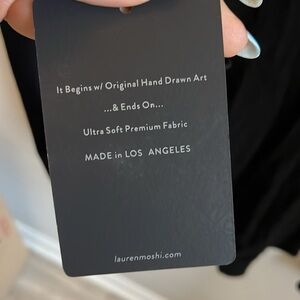 It Begins w/ Original Hand Drawn Art
...& Ends On...
Ultra Soft Premium Fabric
MADE in LOS ANGELES
laurenmoshi.com